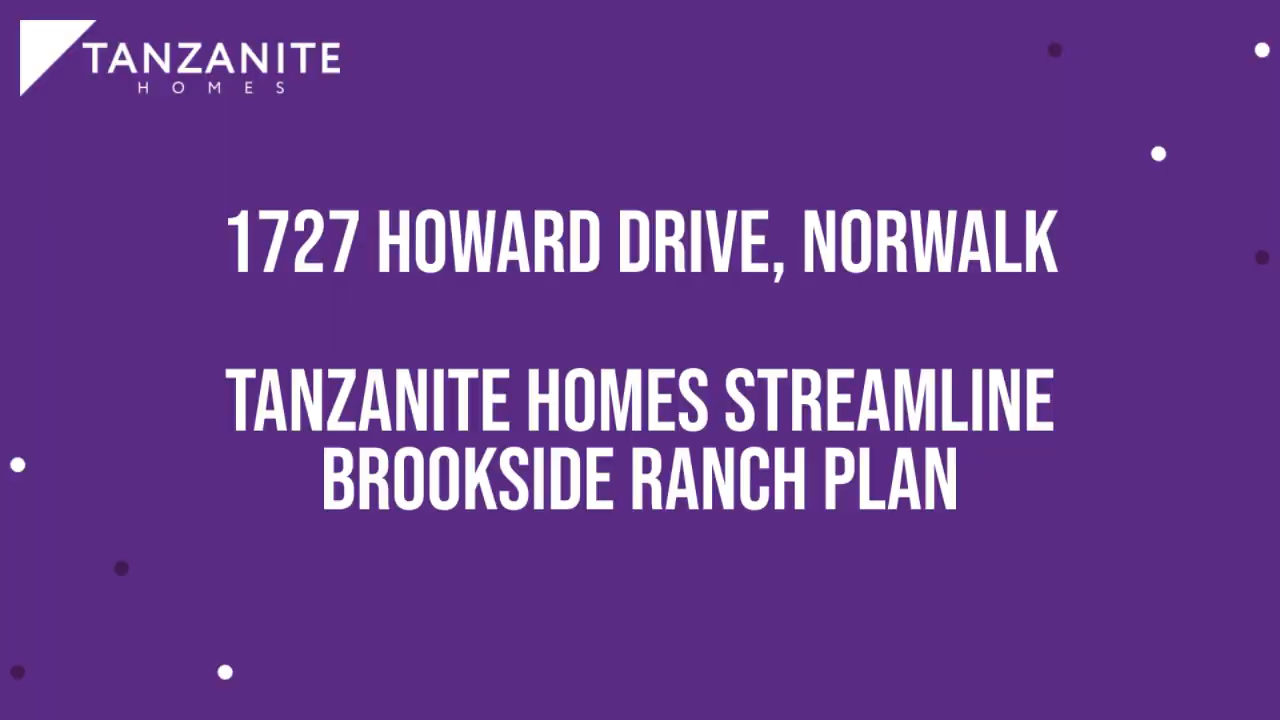 TANZANITE
HOMES
1727 HOWARD DRIVE, NORWALK
TANZANITE HOMES STREAMLINE
BROOKSIDE RANCH PLAN